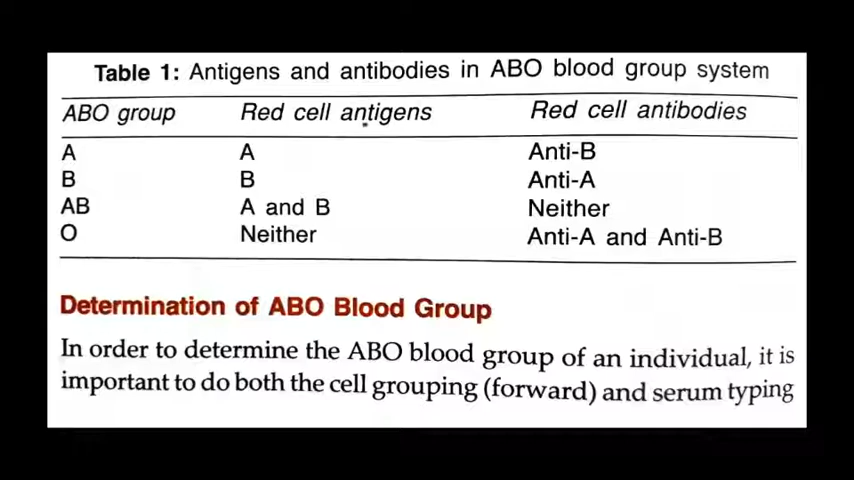 Table 1: Antigens and antibodies in ABO blood group system
ABO group Red cell antigens Red cell antibodies
A A Anti-B
B B Anti-A
AB A and B Neither
O Neither Anti-A and Anti-B
Determination of ABO Blood Group
In order to determine the ABO blood group of an individual, it is
important to do both the cell grouping (forward) and serum typing